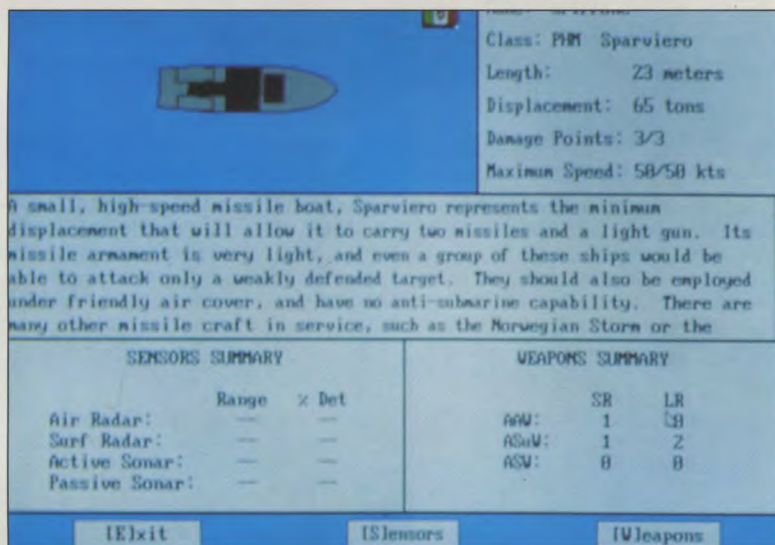 Class: PHM Sparviero
Length: 23 meters
Displacement: 65 tons
Damage Points: 3/3
Maximum Speed: 50/50 kts
A small, high-speed missile boat, Sparviero represents the minimum
displacement that will allow it to carry two missiles and a light gun. Its
missile armament is very light, and even a group of these ships would be
able to attack only a weakly defended target. They should also be employed
under friendly air cover, and have no anti-submarine capability. There are
many other missile craft in service, such as the Norwegian Storm or the
SENSORS SUMMARY
Range % Det
Air Radar: -- --
Surf Radar: -- --
Active Sonar: -- --
Passive Sonar: -- --
WEAPONS SUMMARY
SR LR
AAW: 1 0
ASuW: 1 2
ASW: 0 0
[E]xit [S]ensors [W]eapons